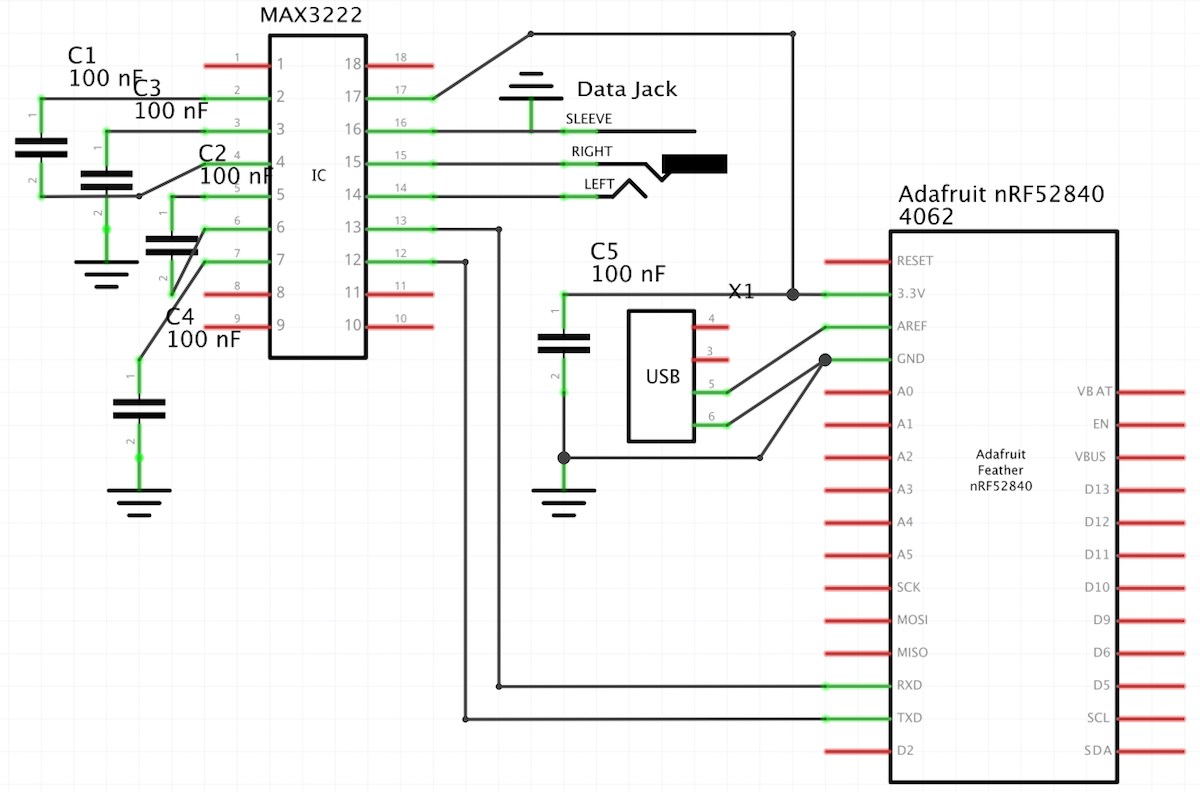 MAX3222
C1
100 nF
C3
100 nF
C2
100 nF
C4
100 nF
IC
1
2
3
4
5
6
7
8
9
1
2
3
4
5
6
7
8
9
18
17
16
15
14
13
12
11
10
18
17
16
15
14
13
12
11
10
1
2
1
2
1
2
1
2
Data Jack
SLEEVE
RIGHT
LEFT
C5
100 nF
1
2
X1
USB
4
3
5
6
Adafruit nRF52840
4062
RESET
3.3V
AREF
GND
A0
A1
A2
A3
A4
A5
SCK
MOSI
MISO
RXD
TXD
D2
Adafruit
Feather
nRF52840
VBAT
EN
VBUS
D13
D12
D11
D10
D9
D6
D5
SCL
SDA